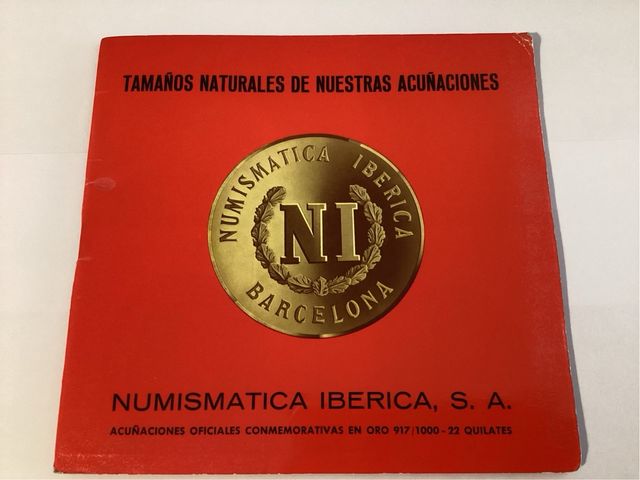 TAMAÑOS NATURALES DE NUESTRAS ACUÑACIONES
NUMISMATICA IBERICA
NI
BARCELONA
NUMISMATICA IBERICA, S. A.
ACUÑACIONES OFICIALES CONMEMORATIVAS EN ORO 917/1000 - 22 QUILATES